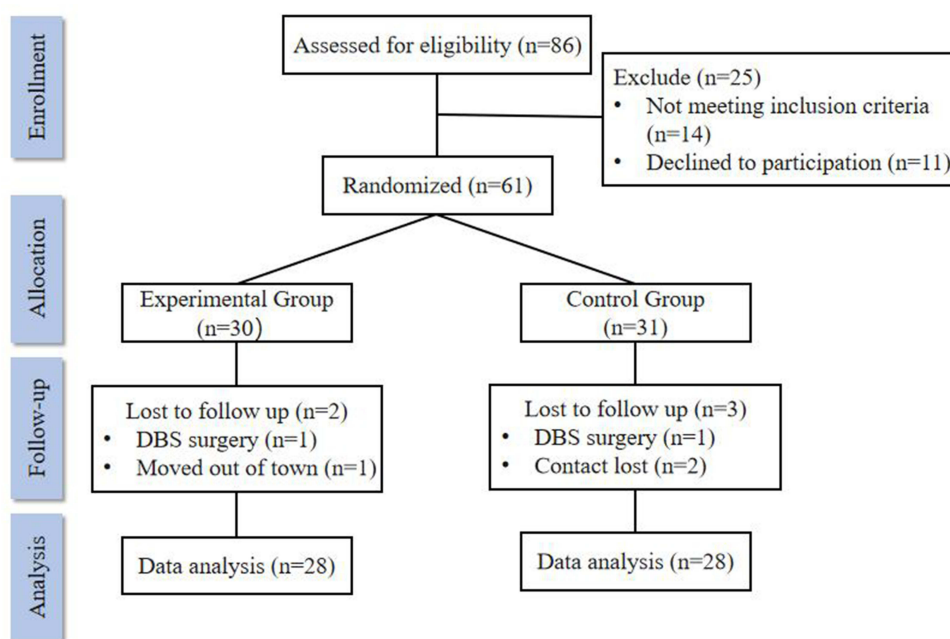 Enrollment
Assessed for eligibility (n=86)
Exclude (n=25)
• Not meeting inclusion criteria
(n=14)
• Declined to participation (n=11)
Randomized (n=61)
Allocation
Experimental Group
(n=30)
Control Group
(n=31)
Follow-up
Lost to follow up (n=2)
• DBS surgery (n=1)
• Moved out of town (n=1)
Lost to follow up (n=3)
• DBS surgery (n=1)
• Contact lost (n=2)
Analysis
Data analysis (n=28)
Data analysis (n=28)